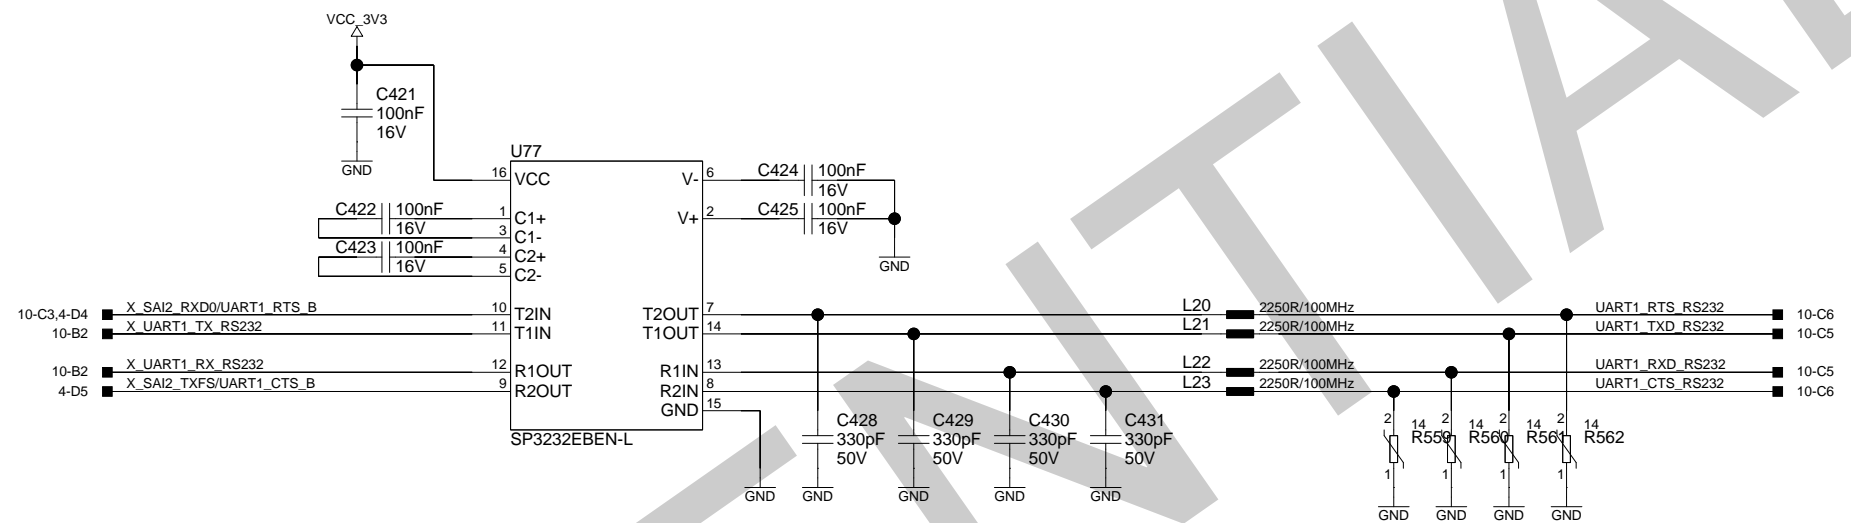 VCC_3V3
C421
100nF
16V
GND
U77
16 VCC
V- 6
C424 100nF
16V
C422 100nF
16V
1 C1+
V+ 2
C425 100nF
16V
3 C1-
C423 100nF
16V
4 C2+
5 C2-
GND
10-C3,4-D4 X_SAI2_RXD0/UART1_RTS_B 10 T2IN
T2OUT 7 L20 2250R/100MHz UART1_RTS_RS232 10-C6
10-B2 X_UART1_TX_RS232 11 T1IN
T1OUT 14 L21 2250R/100MHz UART1_TXD_RS232 10-C5
10-B2 X_UART1_RX_RS232 12 R1OUT
R1IN 13 L22 2250R/100MHz UART1_RXD_RS232 10-C5
4-D5 X_SAI2_TXFS/UART1_CTS_B 9 R2OUT
R2IN 8 L23 2250R/100MHz UART1_CTS_RS232 10-C6
GND 15
SP3232EBEN-L
C428
330pF
50V
C429
330pF
50V
C430
330pF
50V
C431
330pF
50V
2 14 2 14 2 14 2 14
R559 R560 R561 R562
1 1 1 1
GND GND GND GND GND
GND GND GND GND
ENTIAL